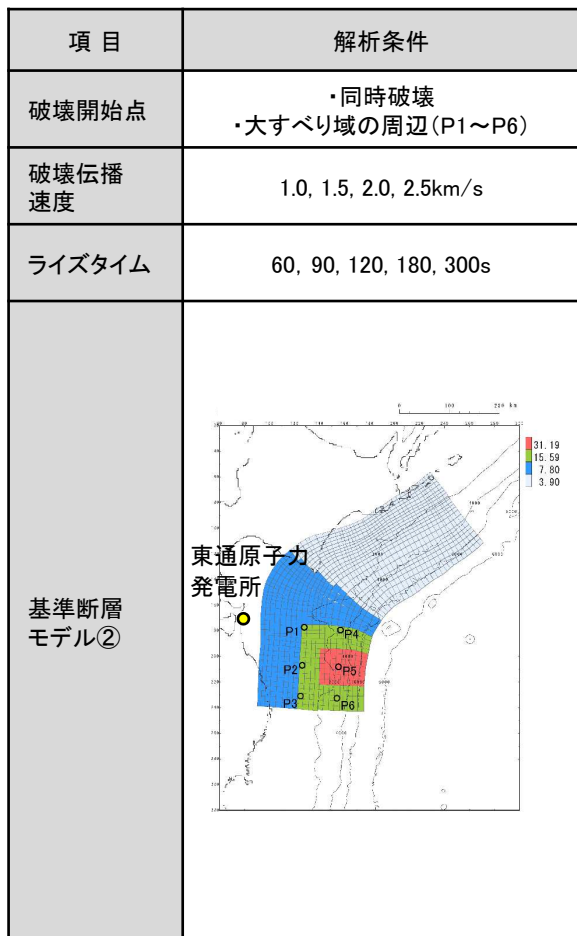 項 目
解析条件
破壊開始点
・同時破壊
・大すべり域の周辺(P1～P6)
破壊伝播
速度
1.0, 1.5, 2.0, 2.5km/s
ライズタイム
60, 90, 120, 180, 300s
基準断層
モデル②
0 100 200 km
31.19
15.59
7.80
3.90
東通原子力
発電所
P1
P4
P2
P5
P3
P6